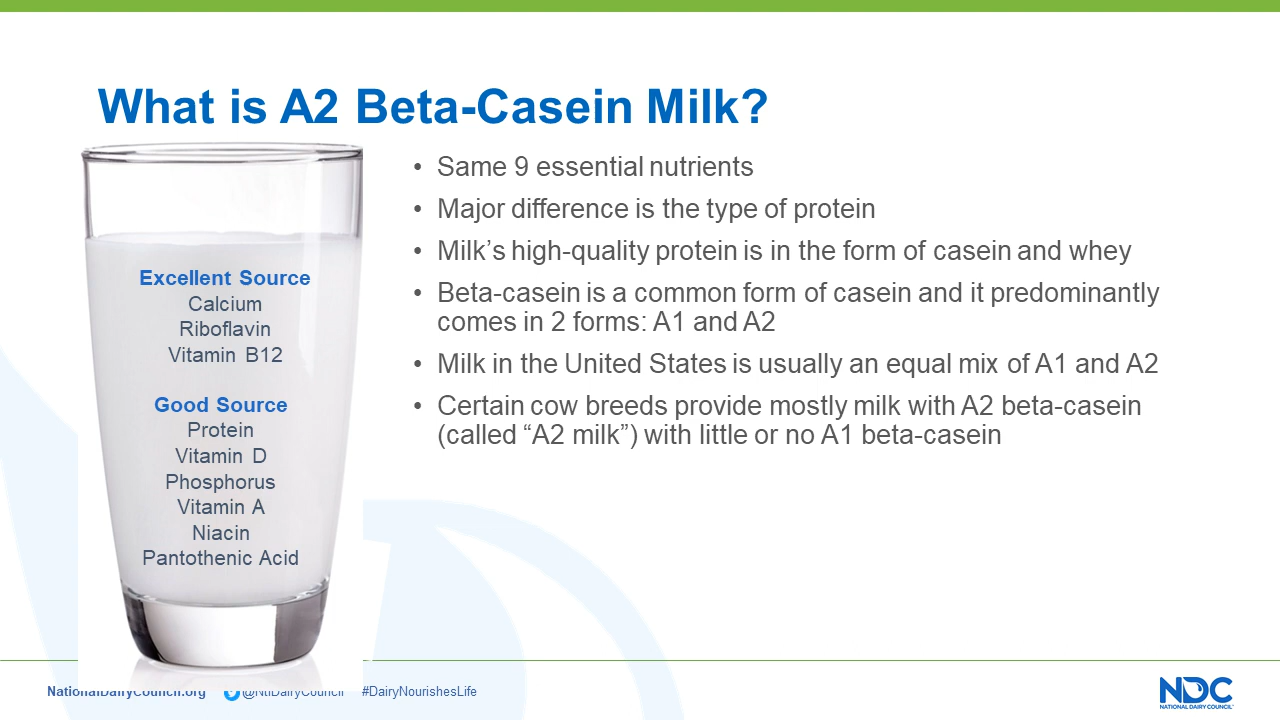 What is A2 Beta-Casein Milk?
Excellent Source
Calcium
Riboflavin
Vitamin B12
Good Source
Protein
Vitamin D
Phosphorus
Vitamin A
Niacin
Pantothenic Acid
• Same 9 essential nutrients
• Major difference is the type of protein
• Milk’s high-quality protein is in the form of casein and whey
• Beta-casein is a common form of casein and it predominantly
comes in 2 forms: A1 and A2
• Milk in the United States is usually an equal mix of A1 and A2
• Certain cow breeds provide mostly milk with A2 beta-casein
(called “A2 milk”) with little or no A1 beta-casein
NationalDairyCouncil.org @NtlDairyCouncil #DairyNourishesLife
NDC
NATIONAL DAIRY COUNCIL